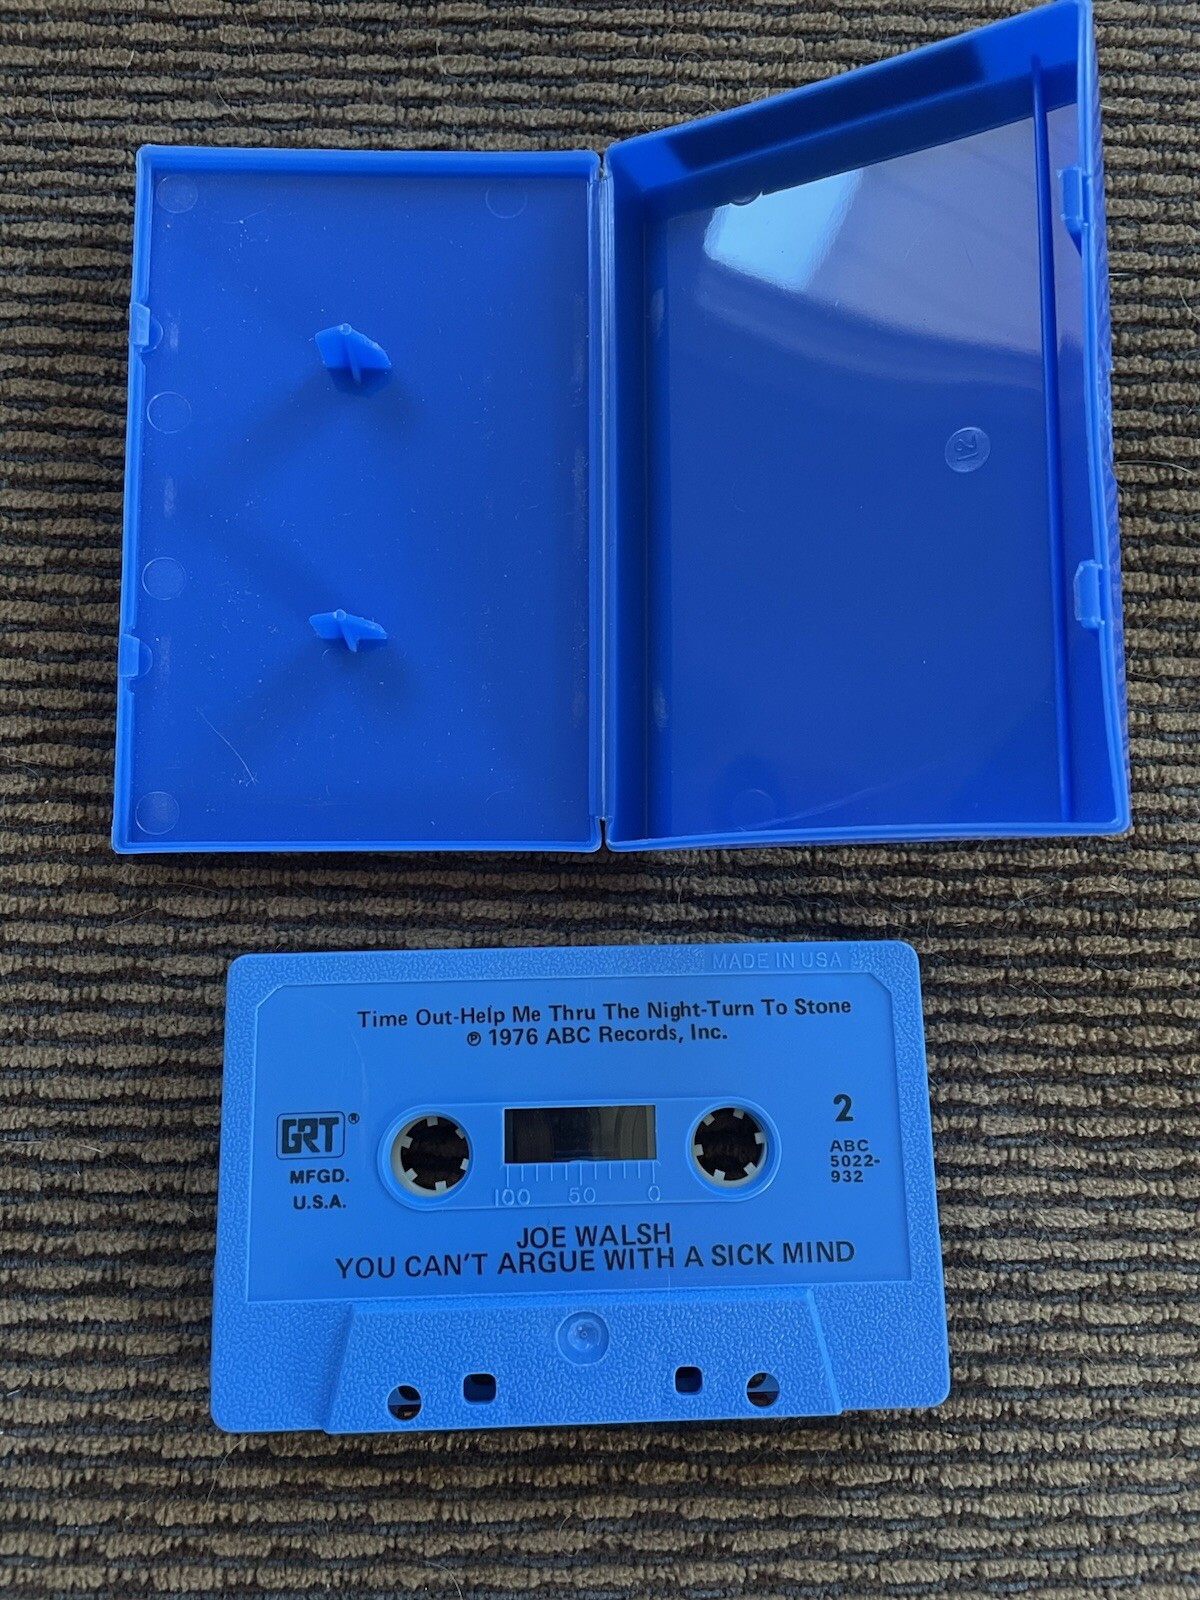 MADE IN USA
Time Out-Help Me Thru The Night-Turn To Stone
℗ 1976 ABC Records, Inc.
GRT®
MFGD.
U.S.A.
2
ABC
5022-
932
100 50 0
JOE WALSH
YOU CAN'T ARGUE WITH A SICK MIND